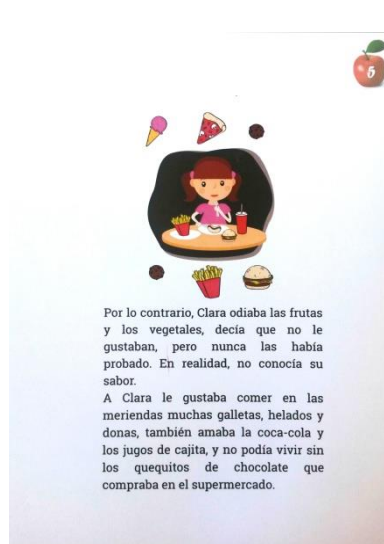 6
Por lo contrario, Clara odiaba las frutas
y los vegetales, decía que no le
gustaban, pero nunca las había
probado. En realidad, no conocía su
sabor.
A Clara le gustaba comer en las
meriendas muchas galletas, helados y
donas, también amaba la coca-cola y
los jugos de cajita, y no podía vivir sin
los quequitos de chocolate que
compraba en el supermercado.